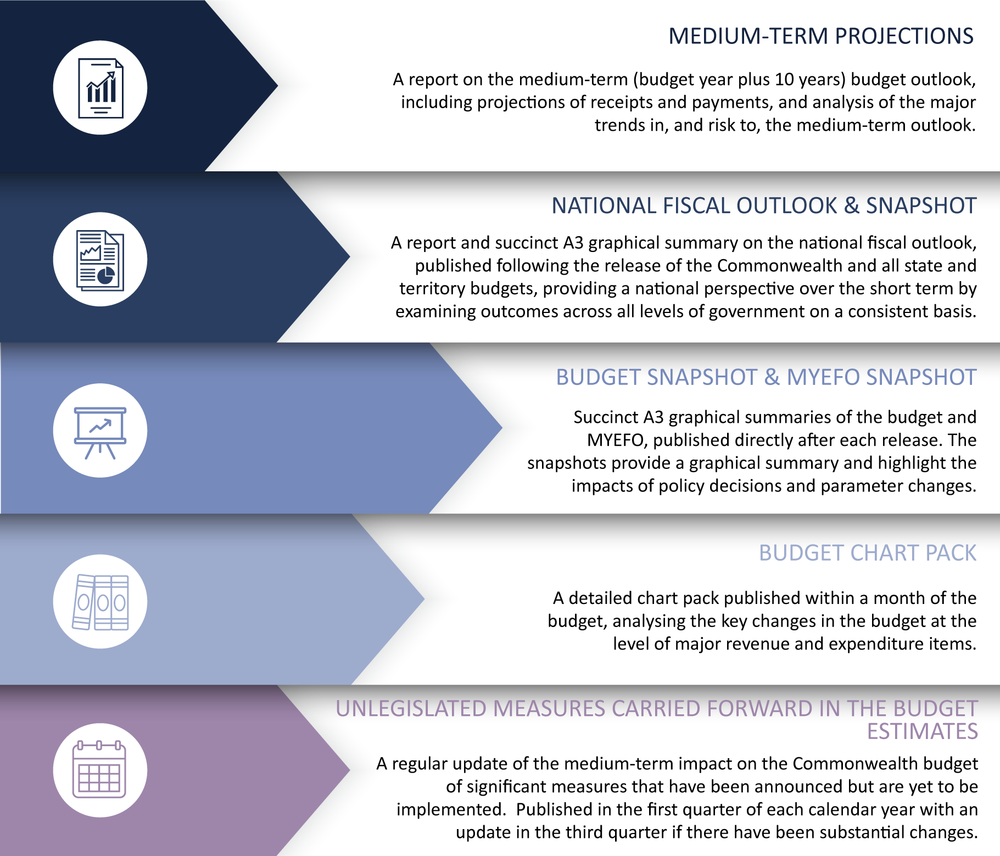 MEDIUM-TERM PROJECTIONS
A report on the medium-term (budget year plus 10 years) budget outlook,
including projections of receipts and payments, and analysis of the major
trends in, and risk to, the medium-term outlook.
NATIONAL FISCAL OUTLOOK & SNAPSHOT
A report and succinct A3 graphical summary on the national fiscal outlook,
published following the release of the Commonwealth and all state and
territory budgets, providing a national perspective over the short term by
examining outcomes across all levels of government on a consistent basis.
BUDGET SNAPSHOT & MYEFO SNAPSHOT
Succinct A3 graphical summaries of the budget and
MYEFO, published directly after each release. The
snapshots provide a graphical summary and highlight the
impacts of policy decisions and parameter changes.
BUDGET CHART PACK
A detailed chart pack published within a month of the
budget, analysing the key changes in the budget at the
level of major revenue and expenditure items.
UNLEGISLATED MEASURES CARRIED FORWARD IN THE BUDGET
ESTIMATES
A regular update of the medium-term impact on the Commonwealth budget
of significant measures that have been announced but are yet to be
implemented.  Published in the first quarter of each calendar year with an
update in the third quarter if there have been substantial changes.